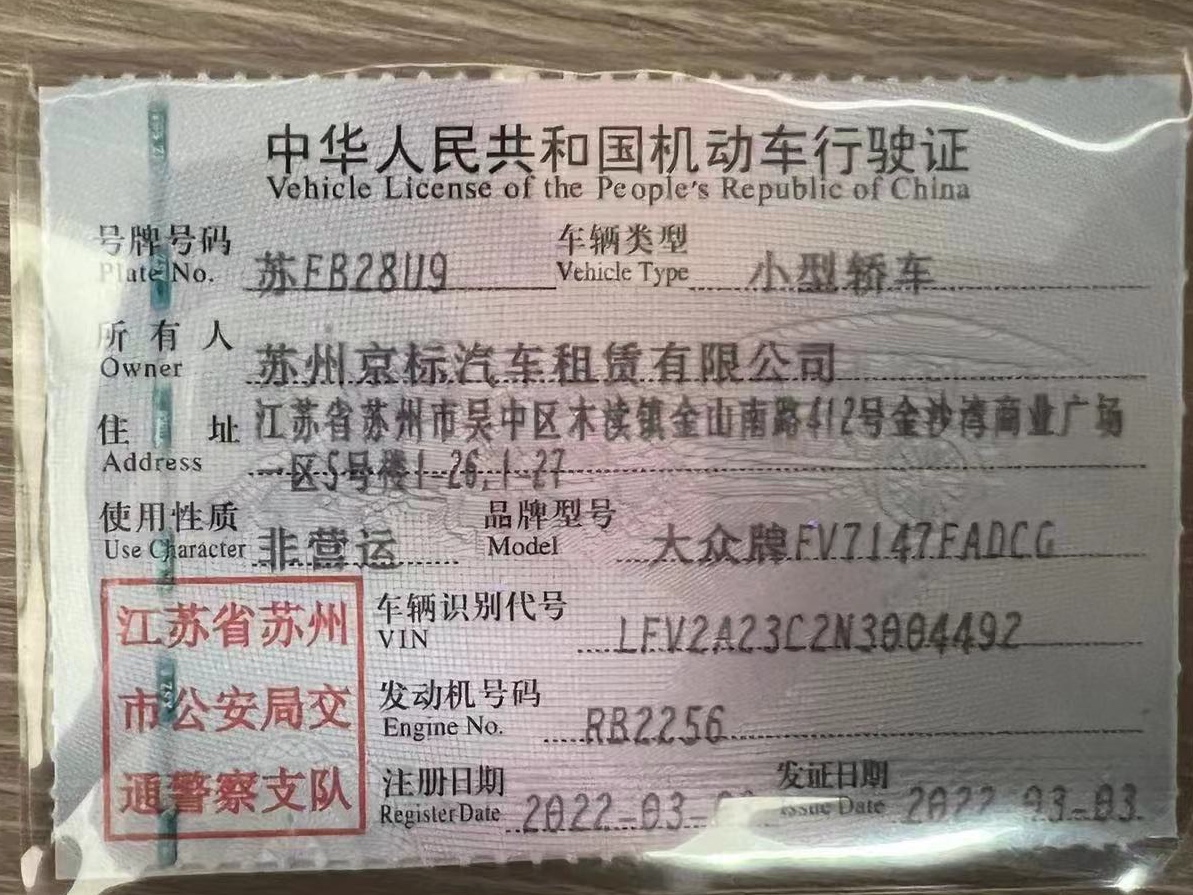 中华人民共和国机动车行驶证
Vehicle License of the People's Republic of China
号牌号码 车辆类型
Plate No. 苏 Vehicle Type 小型轿车
所有人
Owner 苏州京标汽车租赁有限公司
住址 江苏省苏州市吴中区木渎镇金山南路412号金沙湾商业广场
Address 一区5号楼1-26,1-27
使用性质 品牌型号
Use Character 非营运 Model 大众牌FV7147FADCG
江苏省苏州
市公安局交
通警察支队
车辆识别代号
VIN LFV2A23C2N3004492
发动机号码
Engine No. RB2256
注册日期 发证日期
Register Date 2022-03- Issue Date 2022 03-03